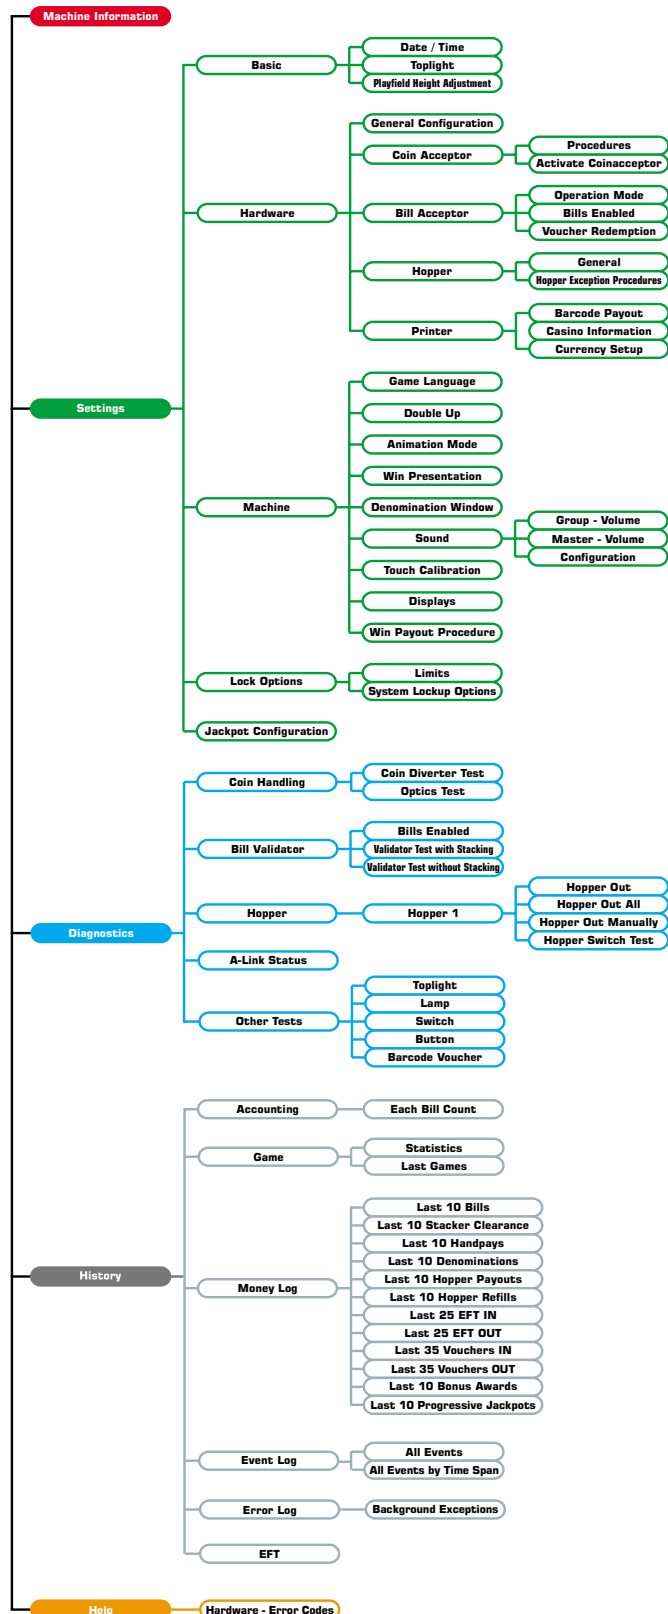 Machine Information
Settings
Basic
Date / Time
Toplight
Playfield Height Adjustment
Hardware
General Configuration
Coin Acceptor
Procedures
Activate Coinacceptor
Bill Acceptor
Operation Mode
Bills Enabled
Voucher Redemption
Hopper
General
Hopper Exception Procedures
Printer
Barcode Payout
Casino Information
Currency Setup
Machine
Game Language
Double Up
Animation Mode
Win Presentation
Denomination Window
Sound
Group - Volume
Master - Volume
Configuration
Touch Calibration
Displays
Win Payout Procedure
Lock Options
Limits
System Lockup Options
Jackpot Configuration
Diagnostics
Coin Handling
Coin Diverter Test
Optics Test
Bill Validator
Bills Enabled
Validator Test with Stacking
Validator Test without Stacking
Hopper
Hopper 1
Hopper Out
Hopper Out All
Hopper Out Manually
Hopper Switch Test
A-Link Status
Other Tests
Toplight
Lamp
Switch
Button
Barcode Voucher
History
Accounting
Each Bill Count
Game
Statistics
Last Games
Money Log
Last 10 Bills
Last 10 Stacker Clearance
Last 10 Handpays
Last 10 Denominations
Last 10 Hopper Payouts
Last 10 Hopper Refills
Last 25 EFT IN
Last 25 EFT OUT
Last 35 Vouchers IN
Last 35 Vouchers OUT
Last 10 Bonus Awards
Last 10 Progressive Jackpots
Event Log
All Events
All Events by Time Span
Error Log
Background Exceptions
EFT
Help
Hardware - Error Codes